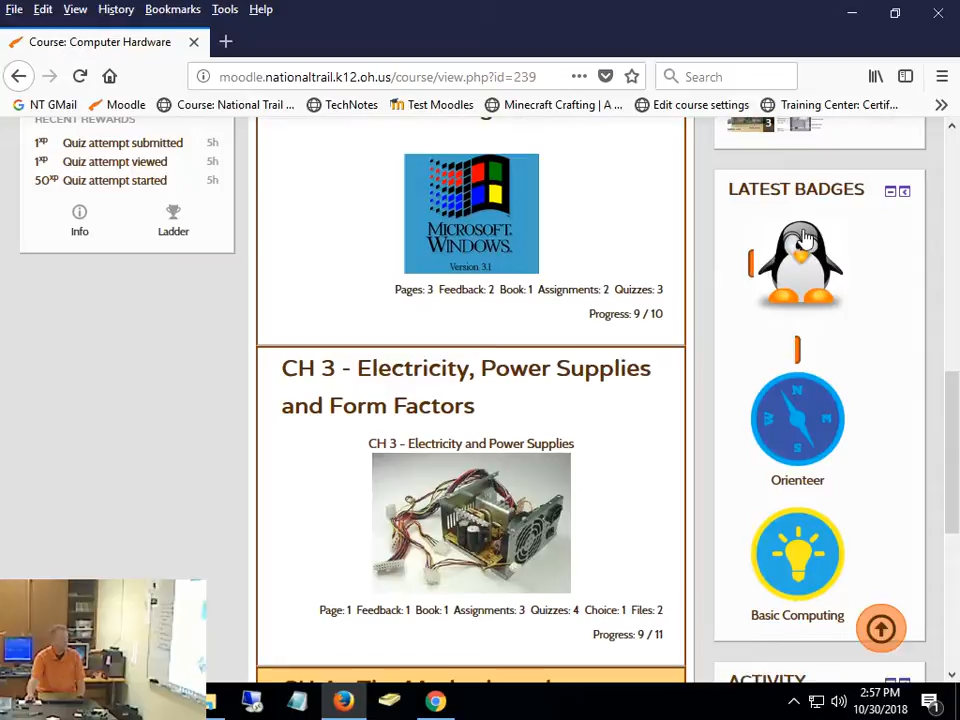 File Edit View History Bookmarks Tools Help
Course: Computer Hardware
moodle.nationaltrail.k12.oh.us/course/view.php?id=239
Search
NT GMail Moodle Course: National Trail ... TechNotes Test Moodles Minecraft Crafting | A ... Edit course settings Training Center: Certif...
RECENT REWARDS
1xp Quiz attempt submitted 5h
1xp Quiz attempt viewed 5h
50xp Quiz attempt started 5h
Info Ladder
MICROSOFT
WINDOWS.
Version 3.1
Pages: 3 Feedback: 2 Book: 1 Assignments: 2 Quizzes: 3
Progress: 9 / 10
CH 3 - Electricity, Power Supplies
and Form Factors
CH 3 - Electricity and Power Supplies
Page: 1 Feedback: 1 Book: 1 Assignments: 3 Quizzes: 4 Choice: 1 Files: 2
Progress: 9 / 11
3
LATEST BADGES
N
W E
S
Orienteer
Basic Computing
ACTIVITY
2:57 PM
10/30/2018
1